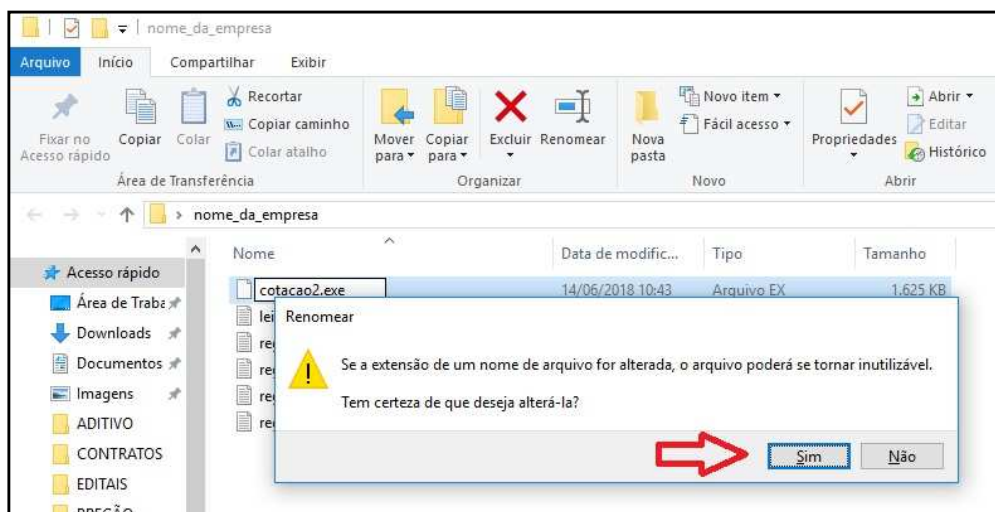 nome_da_empresa
Arquivo Início Compartilhar Exibir
Fixar no Acesso rápido
Copiar
Colar
Recortar
Copiar caminho
Colar atalho
Área de Transferência
Mover para
Copiar para
Excluir
Renomear
Organizar
Nova pasta
Novo item
Fácil acesso
Novo
Propriedades
Abrir
Editar
Histórico
Abrir
nome_da_empresa
Nome Data de modific... Tipo Tamanho
Acesso rápido
Área de Traba
Downloads
Documentos
Imagens
ADITIVO
CONTRATOS
EDITAIS
PREGÃO
cotacao2.exe 14/06/2018 10:43 Arquivo EX 1.625 KB
lei
Renomear
Se a extensão de um nome de arquivo for alterada, o arquivo poderá se tornar inutilizável.
Tem certeza de que deseja alterá-la?
Sim Não